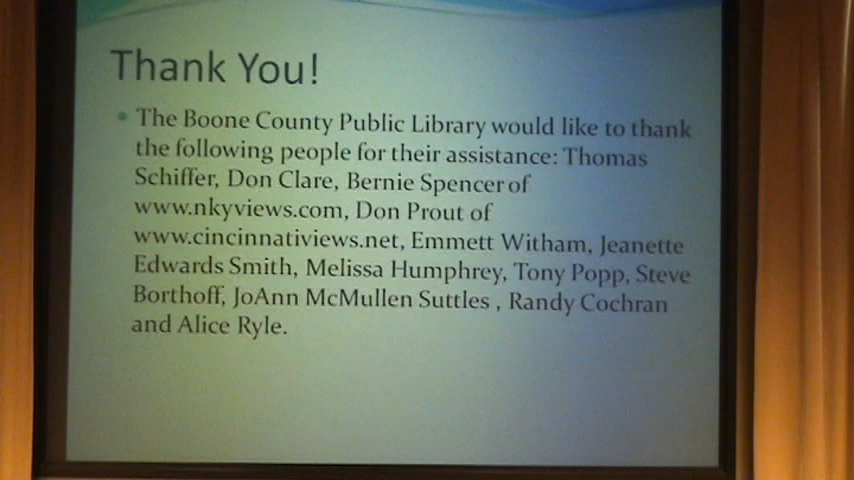 Thank You!
• The Boone County Public Library would like to thank
the following people for their assistance: Thomas
Schiffer, Don Clare, Bernie Spencer of
www.nkyviews.com, Don Prout of
www.cincinnativiews.net, Emmett Witham, Jeanette
Edwards Smith, Melissa Humphrey, Tony Popp, Steve
Borthoff, JoAnn McMullen Suttles , Randy Cochran
and Alice Ryle.